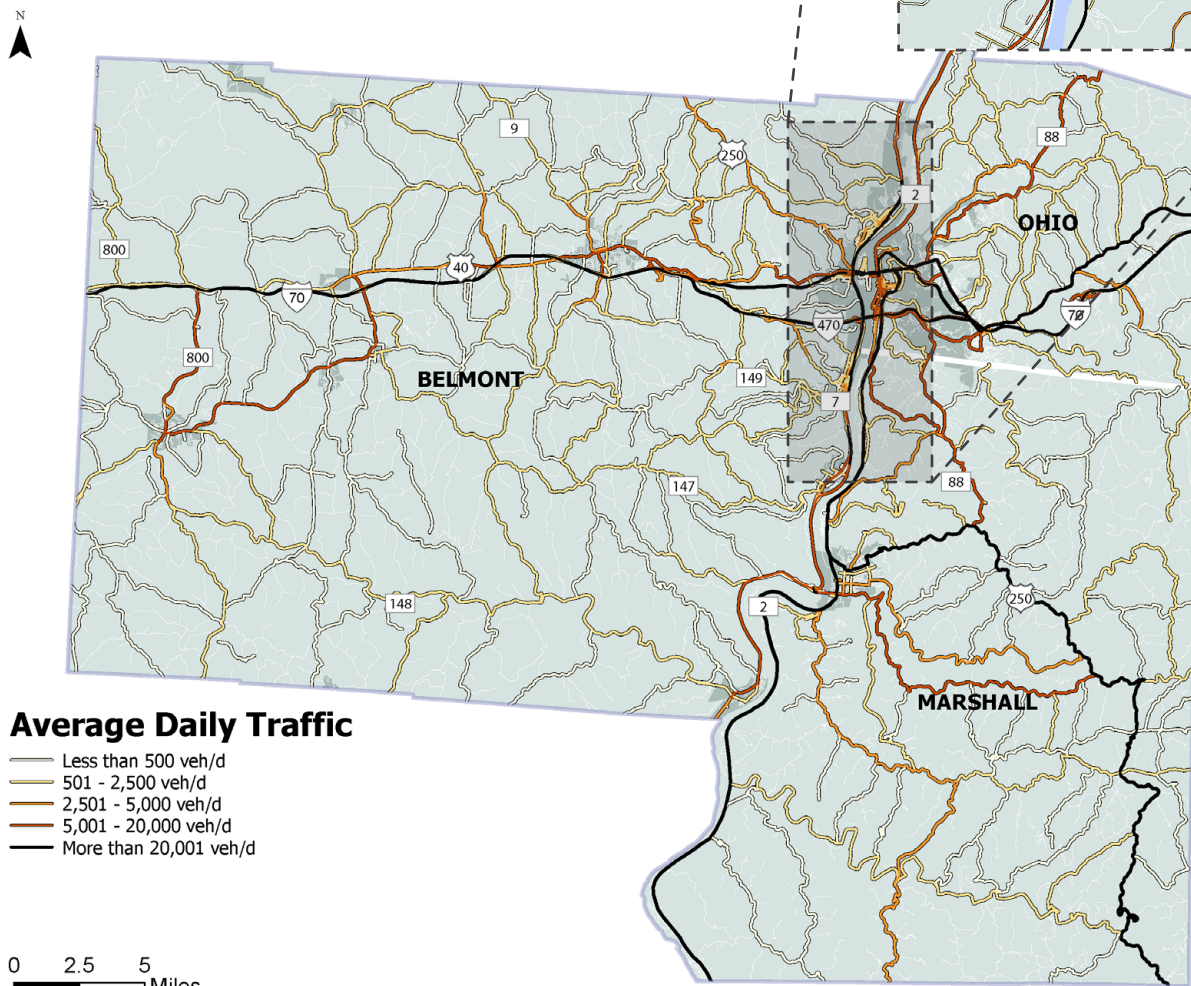 N
9
250
88
2
OHIO
800
40
70
470
70
800
BELMONT
149
7
147
88
148
2
250
MARSHALL
Average Daily Traffic
Less than 500 veh/d
501 - 2,500 veh/d
2,501 - 5,000 veh/d
5,001 - 20,000 veh/d
More than 20,001 veh/d
0 2.5 5
Miles